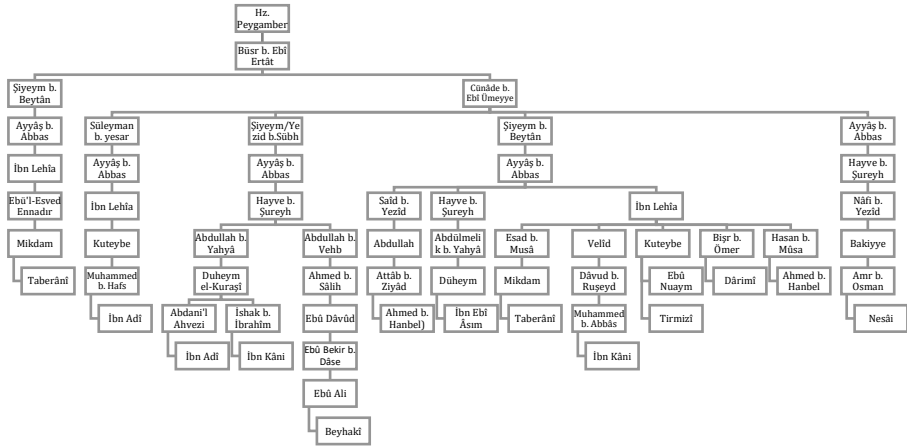 Hz.
Peygamber
Büsr b. Ebî
Ertât
Şiyeym b.
Beytân
Cünâde b.
Ebî Ümeyye
Ayyâş b.
Abbas
Süleyman
b. yesar
Şiyeym/Ye
zid b.Sübh
Şiyeym b.
Beytân
Ayyâş b.
Abbas
İbn Lehîa
Ayyâş b.
Abbas
Ayyâş b.
Abbas
Ayyâş b.
Abbas
Hayve b.
Şureyh
Ebü'l-Esved
Ennadır
İbn Lehîa
Hayve b.
Şureyh
Saîd b.
Yezîd
Hayve b.
Şureyh
İbn Lehîa
Nâfi b.
Yezîd
Mikdam
Kuteybe
Abdullah b.
Yahyâ
Abdullah b.
Vehb
Abdullah
Abdülmeli
k b. Yahyâ
Esad b.
Musâ
Velîd
Kuteybe
Bişr b.
Ömer
Hasan b.
Mûsa
Bakiyye
Taberânî
Muhammed
b. Hafs
Duheym
el-Kuraşî
Ahmed b.
Sâlih
Attâb b.
Ziyâd
Düheym
Mikdam
Dâvud b.
Ruşeyd
Ebû
Nuaym
Dârimî
Ahmed b.
Hanbel
Amr b.
Osman
İbn Adî
Abdani'l
Ahvezi
İshak b.
İbrahîm
Ebû Dâvûd
Ahmed b.
Hanbel)
İbn Ebî
Âsım
Taberânî
Muhammed
b. Abbâs
Tirmizî
Nesâi
İbn Adî
İbn Kâni
Ebû Bekir b.
Dâse
İbn Kâni
Ebû Ali
Beyhakî